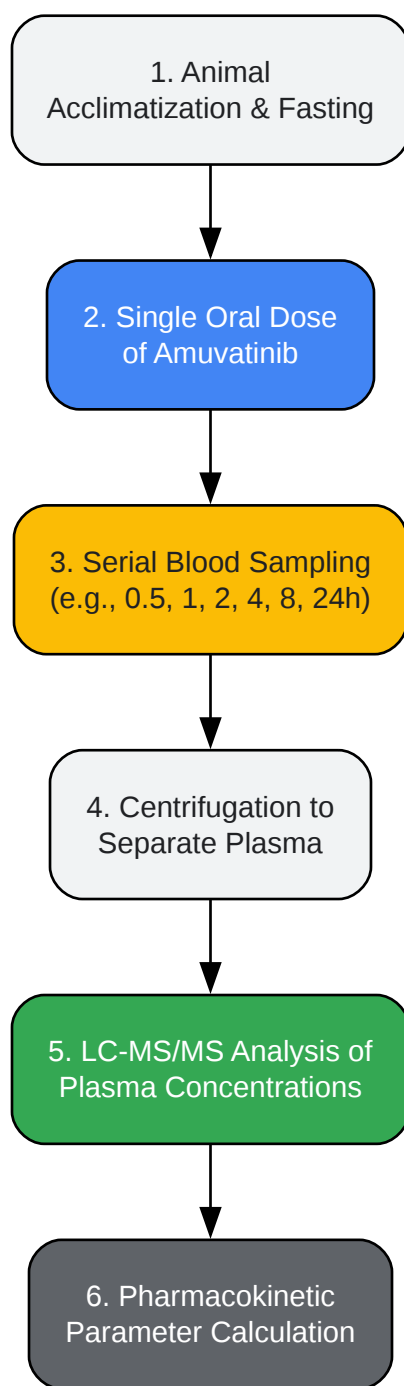 1. Animal
Acclimatization & Fasting
2. Single Oral Dose
of Amuvatinib
3. Serial Blood Sampling
(e.g., 0.5, 1, 2, 4, 8, 24h)
4. Centrifugation to
Separate Plasma
5. LC-MS/MS Analysis of
Plasma Concentrations
6. Pharmacokinetic
Parameter Calculation